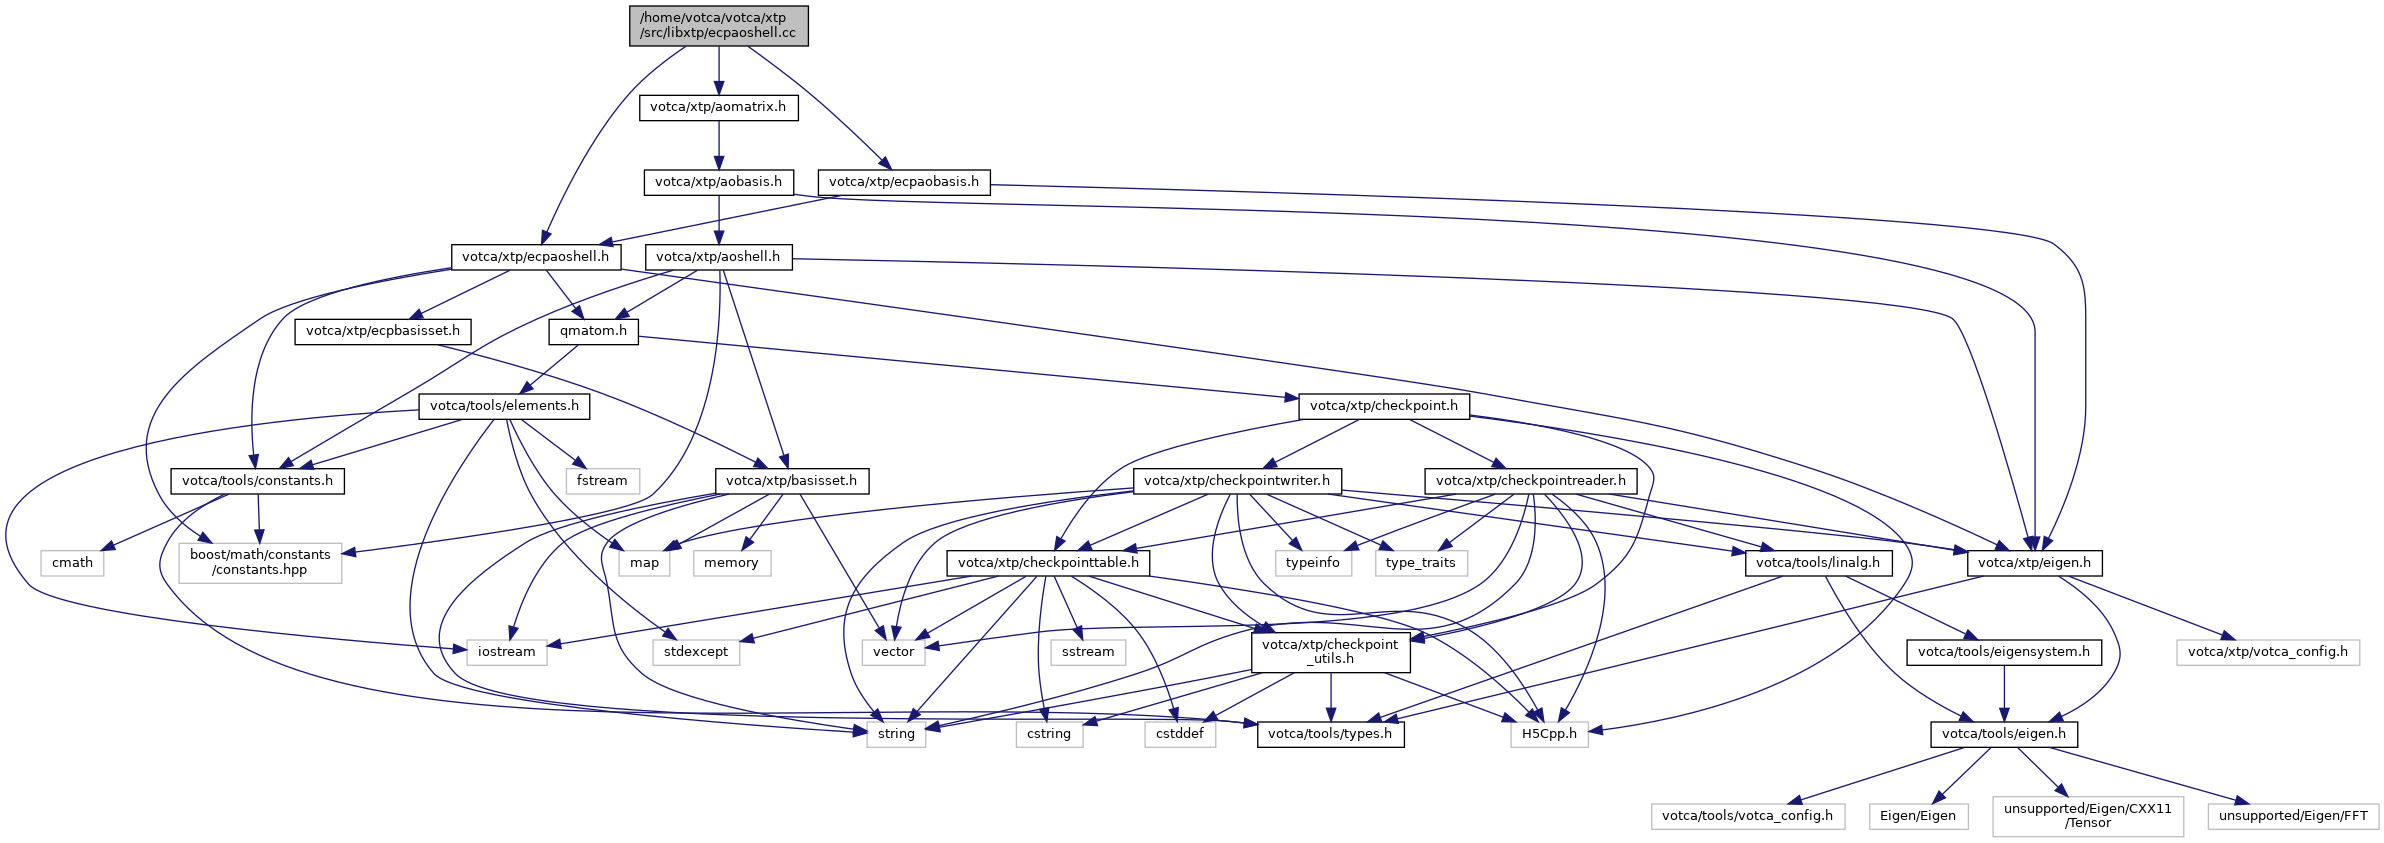 /home/votca/votca/xtp
/src/libxtp/ecpaoshell.cc
votca/xtp/aomatrix.h
votca/xtp/aobasis.h
votca/xtp/ecpaobasis.h
votca/xtp/ecpaoshell.h
votca/xtp/aoshell.h
votca/xtp/ecpbasisset.h
qmatom.h
votca/tools/elements.h
votca/xtp/checkpoint.h
votca/tools/constants.h
fstream
votca/xtp/basisset.h
votca/xtp/checkpointwriter.h
votca/xtp/checkpointreader.h
cmath
boost/math/constants
/constants.hpp
map
memory
votca/xtp/checkpointtable.h
typeinfo
type_traits
votca/tools/linalg.h
votca/xtp/eigen.h
iostream
stdexcept
vector
sstream
votca/xtp/checkpoint
_utils.h
votca/tools/eigensystem.h
votca/xtp/votca_config.h
string
cstring
cstddef
votca/tools/types.h
H5Cpp.h
votca/tools/eigen.h
votca/tools/votca_config.h
Eigen/Eigen
unsupported/Eigen/CXX11
/Tensor
unsupported/Eigen/FFT